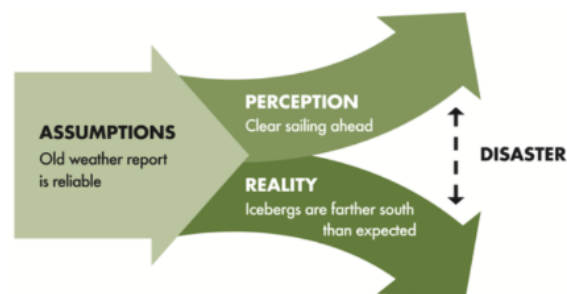 ASSUMPTIONS
Old weather report
is reliable
PERCEPTION
Clear sailing ahead
REALITY
Icebergs are farther south
than expected
DISASTER